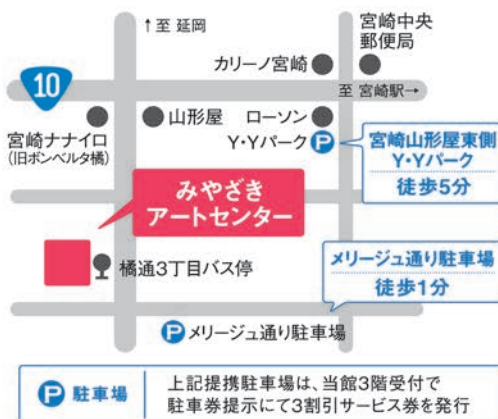 ↑至 延岡
宮崎中央
郵便局
カリーノ宮崎
10
至 宮崎駅→
宮崎ナナイロ
(旧ボンベルタ橘)
山形屋
ローソン
Y・Yパーク
P
宮崎山形屋東側
Y・Yパーク
徒歩5分
みやざき
アートセンター
橘通3丁目バス停
メリージュ通り駐車場
徒歩1分
P メリージュ通り駐車場
P 駐車場
上記提携駐車場は、当館3階受付で
駐車券提示にて3割引サービス券を発行